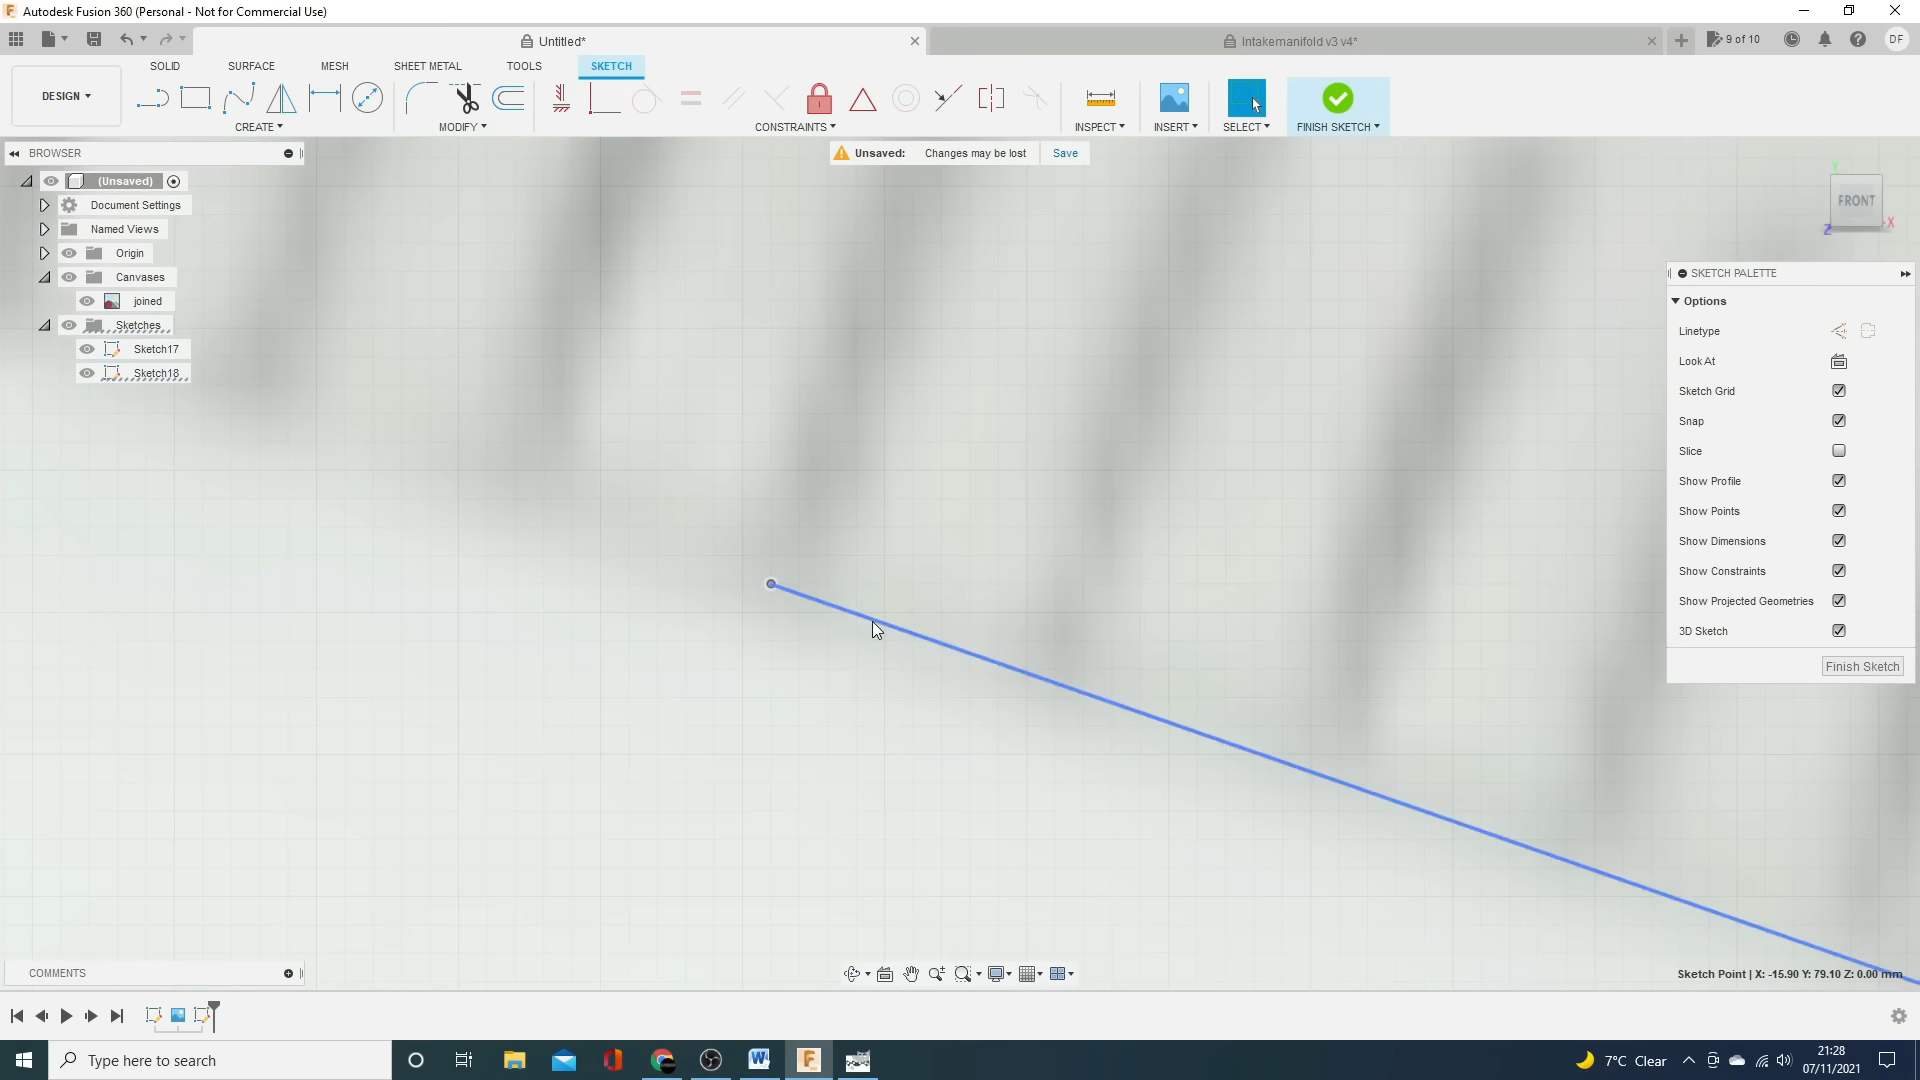 Autodesk Fusion 360 (Personal - Not for Commercial Use)
Untitled*
Intakemanifold v3 v4*
9 of 10
DF
DESIGN
SOLID
SURFACE
MESH
SHEET METAL
TOOLS
SKETCH
CREATE
MODIFY
CONSTRAINTS
INSPECT
INSERT
SELECT
FINISH SKETCH
BROWSER
Unsaved: Changes may be lost Save
(Unsaved)
Document Settings
Named Views
Origin
Canvases
joined
Sketches
Sketch17
Sketch18
Y
FRONT
Z
X
SKETCH PALETTE
Options
Linetype
Look At
Sketch Grid
Snap
Slice
Show Profile
Show Points
Show Dimensions
Show Constraints
Show Projected Geometries
3D Sketch
Finish Sketch
COMMENTS
Sketch Point | X: -15.90 Y: 79.10 Z: 0.00 mm
Type here to search
7°C Clear
21:28
07/11/2021